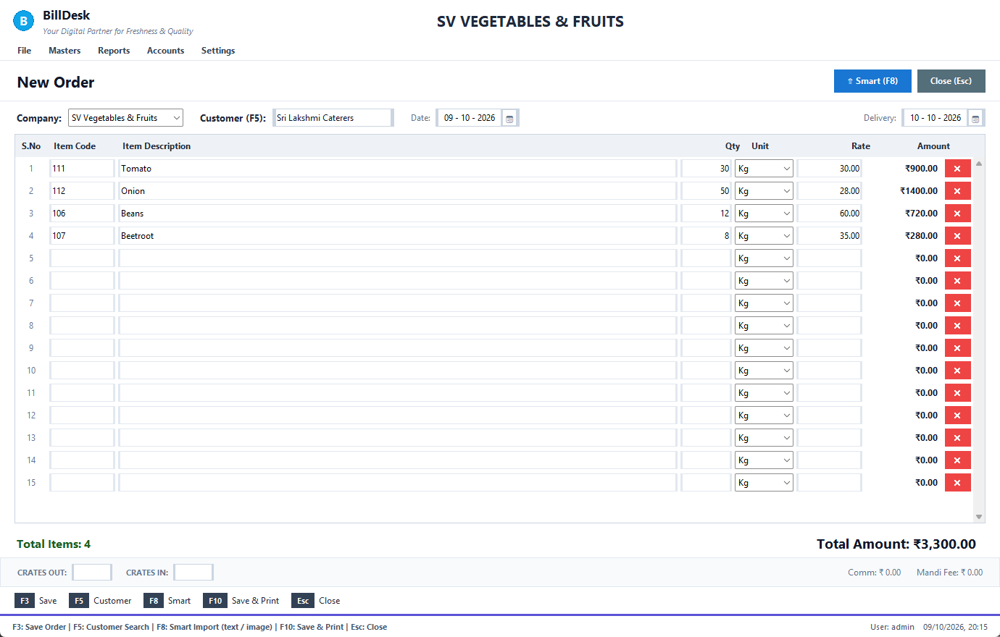 B BillDesk
Your Digital Partner for Freshness & Quality
SV VEGETABLES & FRUITS
File Masters Reports Accounts Settings
New Order
⇧ Smart (F8) Close (Esc)
Company: SV Vegetables & Fruits Customer (F5): Sri Lakshmi Caterers Date: 09 - 10 - 2026 Delivery: 10 - 10 - 2026
S.No Item Code Item Description Qty Unit Rate Amount
1 111 Tomato 30 Kg 30.00 ₹900.00 ×
2 112 Onion 50 Kg 28.00 ₹1400.00 ×
3 106 Beans 12 Kg 60.00 ₹720.00 ×
4 107 Beetroot 8 Kg 35.00 ₹280.00 ×
5 Kg ₹0.00 ×
6 Kg ₹0.00 ×
7 Kg ₹0.00 ×
8 Kg ₹0.00 ×
9 Kg ₹0.00 ×
10 Kg ₹0.00 ×
11 Kg ₹0.00 ×
12 Kg ₹0.00 ×
13 Kg ₹0.00 ×
14 Kg ₹0.00 ×
15 Kg ₹0.00 ×
Total Items: 4 Total Amount: ₹3,300.00
CRATES OUT: CRATES IN: Comm: ₹ 0.00 Mandi Fee: ₹ 0.00
F3 Save F5 Customer F8 Smart F10 Save & Print Esc Close
F3: Save Order | F5: Customer Search | F8: Smart Import (text / image) | F10: Save & Print | Esc: Close User: admin 09/10/2026, 20:15